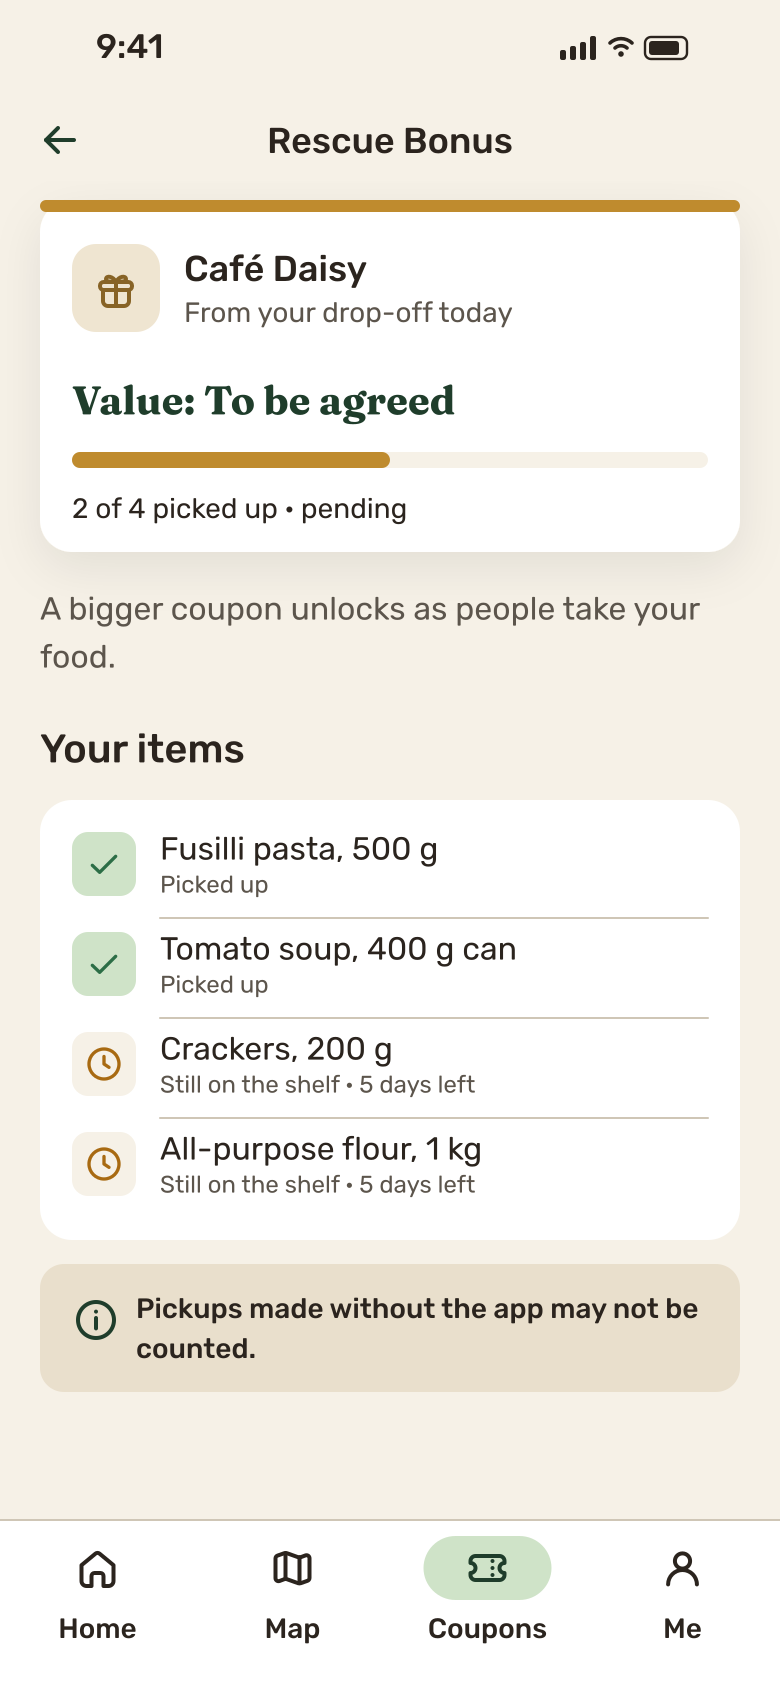 9:41
Rescue Bonus
Café Daisy
From your drop-off today
Value: To be agreed
2 of 4 picked up • pending
A bigger coupon unlocks as people take your
food.
Your items
Fusilli pasta, 500 g
Picked up
Tomato soup, 400 g can
Picked up
Crackers, 200 g
Still on the shelf • 5 days left
All-purpose flour, 1 kg
Still on the shelf • 5 days left
Pickups made without the app may not be
counted.
Home
Map
Coupons
Me